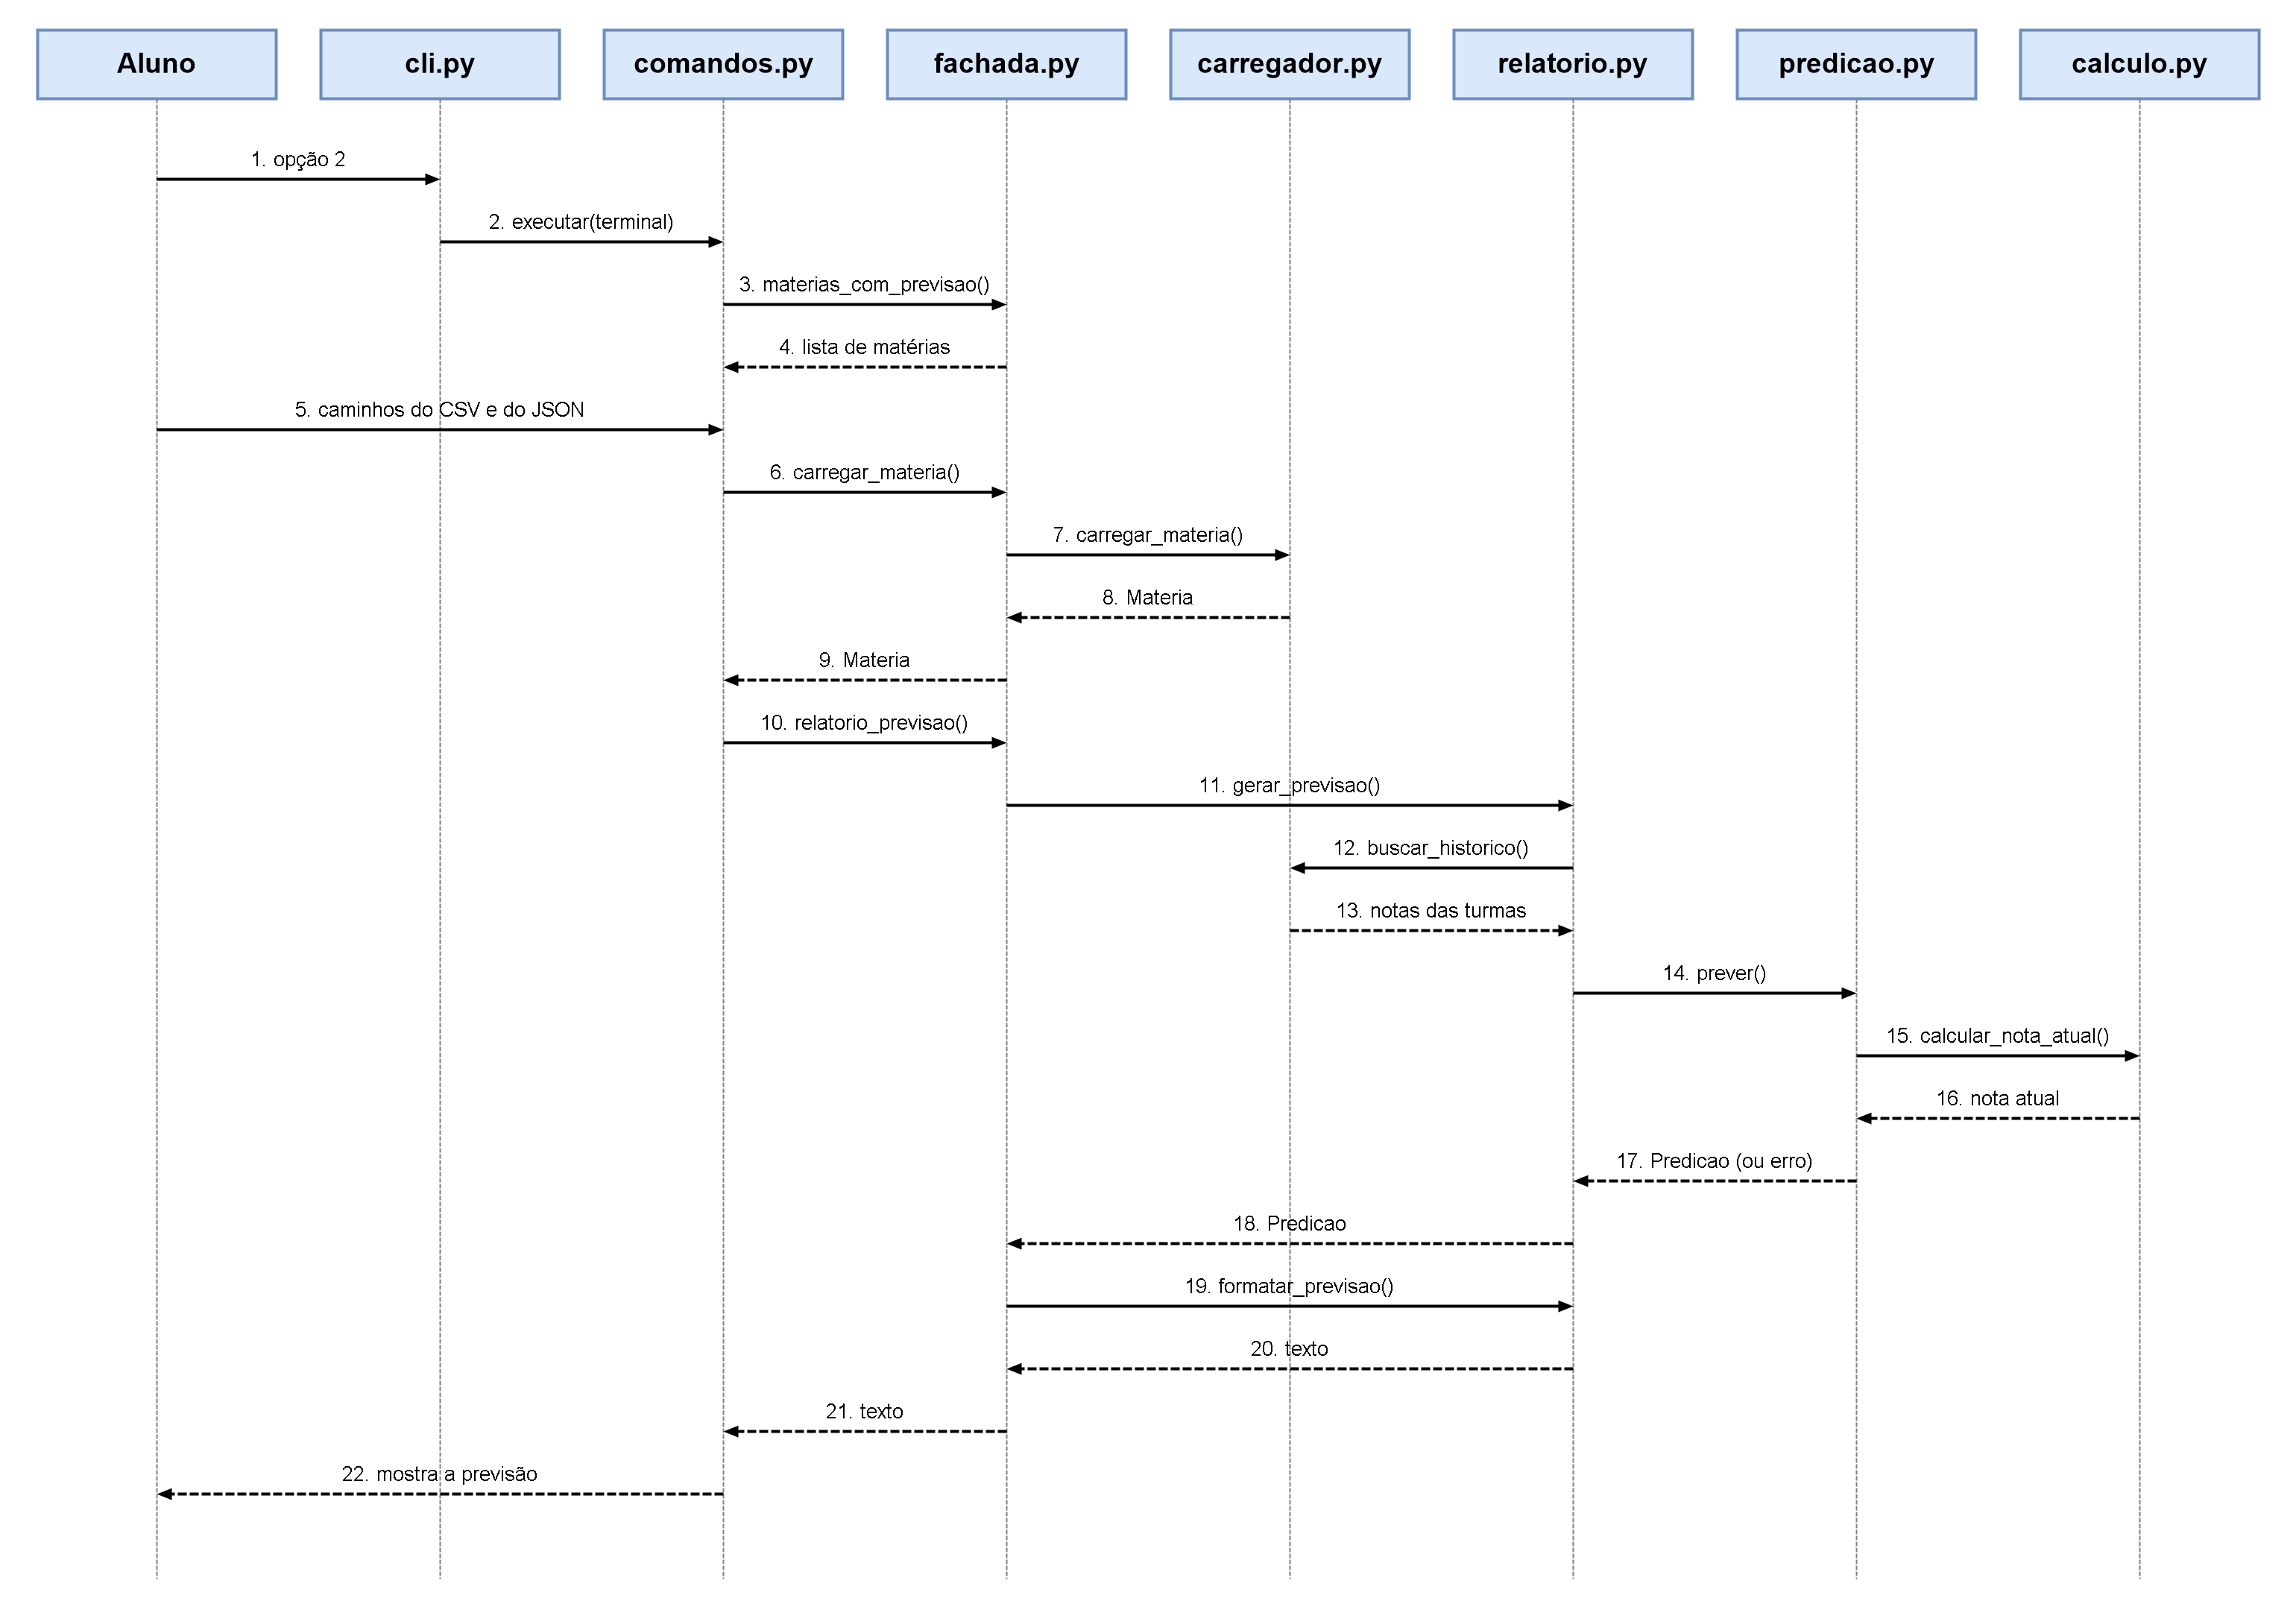 Aluno
cli.py
comandos.py
fachada.py
carregador.py
relatorio.py
predicao.py
calculo.py
1. opção 2
2. executar(terminal)
3. materias_com_previsao()
4. lista de matérias
5. caminhos do CSV e do JSON
6. carregar_materia()
7. carregar_materia()
8. Materia
9. Materia
10. relatorio_previsao()
11. gerar_previsao()
12. buscar_historico()
13. notas das turmas
14. prever()
15. calcular_nota_atual()
16. nota atual
17. Predicao (ou erro)
18. Predicao
19. formatar_previsao()
20. texto
21. texto
22. mostra a previsão